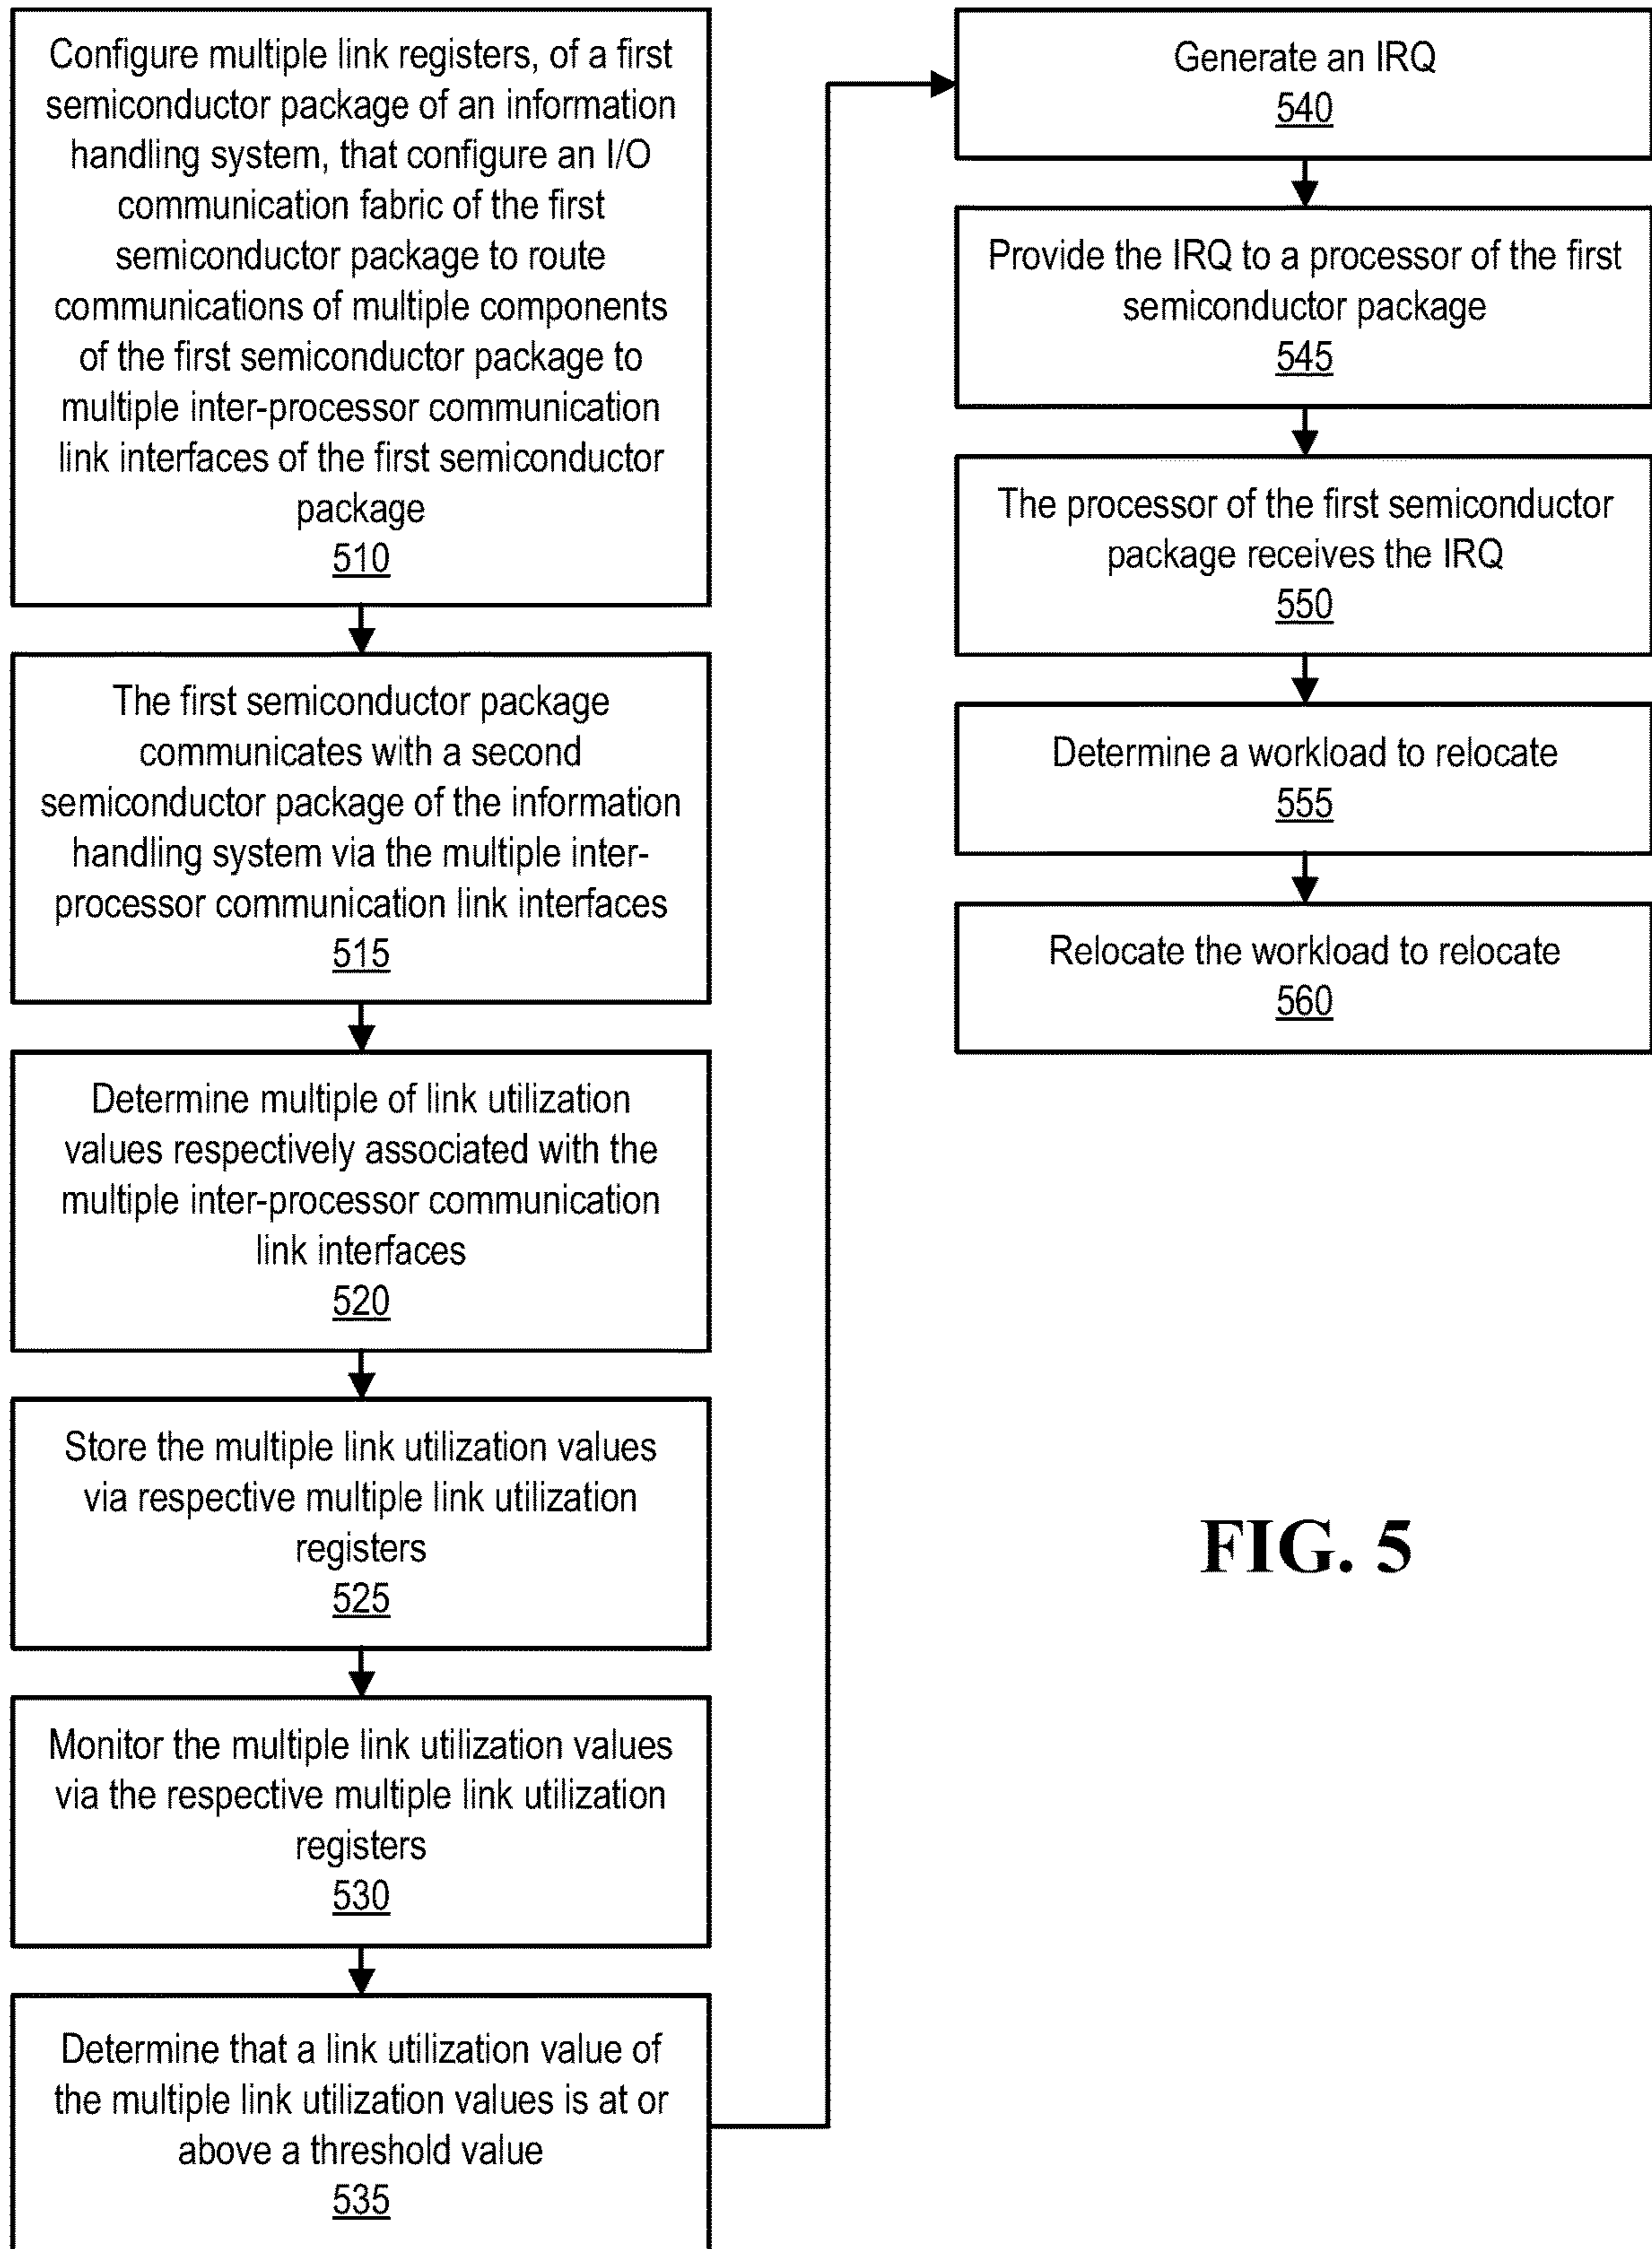 Configure multiple link registers, of a first
semiconductor package of an information
handling system, that configure an I/O
communication fabric of the first
semiconductor package to route
communications of multiple components
of the first semiconductor package to
multiple inter-processor communication
link interfaces of the first semiconductor
package
510
The first semiconductor package
communicates with a second
semiconductor package of the information
handling system via the multiple inter-
processor communication link interfaces
515
Determine multiple of link utilization
values respectively associated with the
multiple inter-processor communication
link interfaces
520
Store the multiple link utilization values
via respective multiple link utilization
registers
525
Monitor the multiple link utilization values
via the respective multiple link utilization
registers
530
Determine that a link utilization value of
the multiple link utilization values is at or
above a threshold value
535
Generate an IRQ
540
Provide the IRQ to a processor of the first
semiconductor package
545
The processor of the first semiconductor
package receives the IRQ
550
Determine a workload to relocate
555
Relocate the workload to relocate
560
FIG. 5